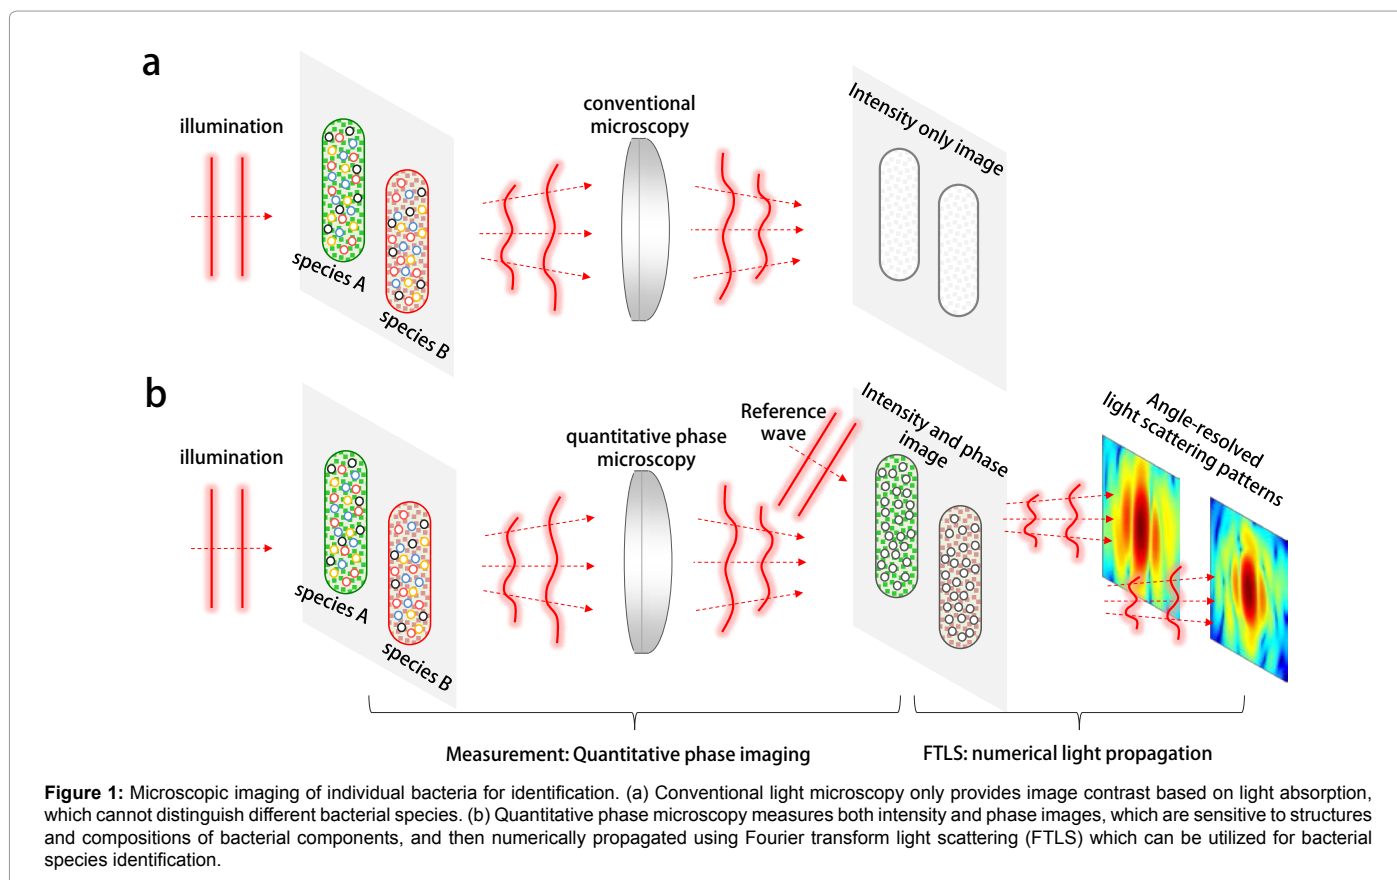 a
illumination
species A
species B
conventional
microscopy
Intensity only image
b
illumination
species A
species B
quantitative phase
microscopy
Reference
wave
Intensity and phase
image
Angle-resolved
light scattering patterns
Measurement: Quantitative phase imaging
FTLS: numerical light propagation
Figure 1: Microscopic imaging of individual bacteria for identification. (a) Conventional light microscopy only provides image contrast based on light absorption,
which cannot distinguish different bacterial species. (b) Quantitative phase microscopy measures both intensity and phase images, which are sensitive to structures
and compositions of bacterial components, and then numerically propagated using Fourier transform light scattering (FTLS) which can be utilized for bacterial
species identification.